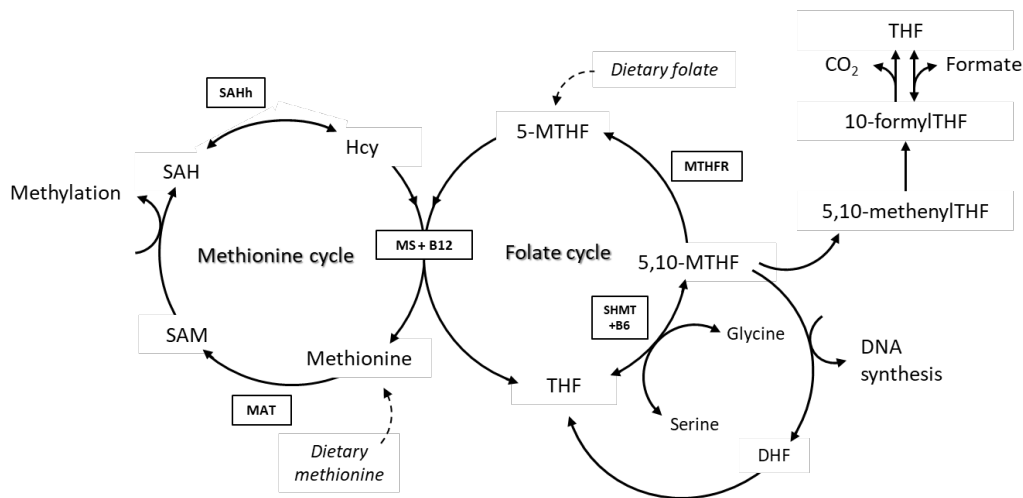 THF
CO₂
Formate
Dietary folate
SAHh
5-MTHF
10-formylTHF
Hcy
MTHFR
SAH
Methylation
5,10-methenylTHF
MS + B12
Methionine cycle
Folate cycle
5,10-MTHF
SHMT
+B6
SAM
Glycine
Methionine
DNA
synthesis
THF
MAT
Serine
Dietary
methionine
DHF